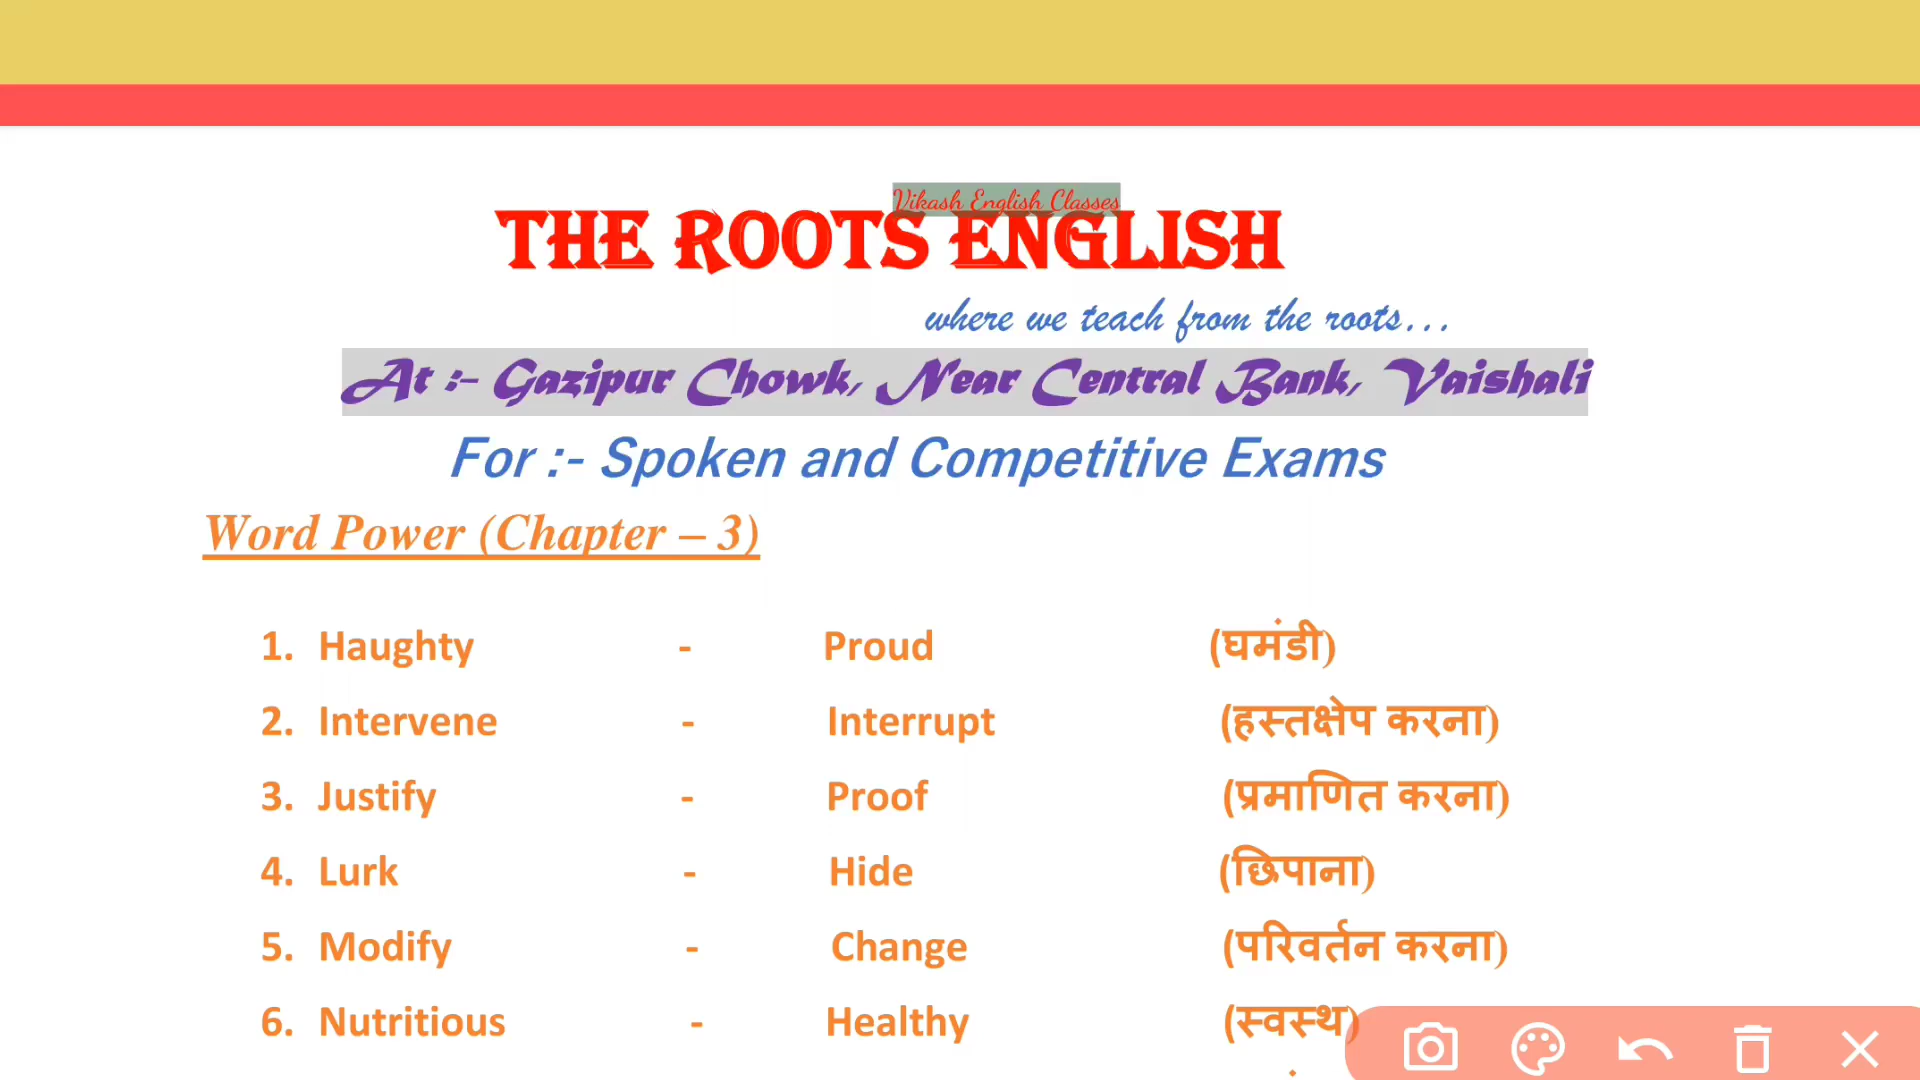 Vikash English Classes
THE ROOTS ENGLISH
where we teach from the roots...
At :- Gazipur Chowk, Near Central Bank, Vaishali
For :- Spoken and Competitive Exams
Word Power (Chapter – 3)
1. Haughty - Proud (घमंडी)
2. Intervene - Interrupt (हस्तक्षेप करना)
3. Justify - Proof (प्रमाणित करना)
4. Lurk - Hide (छिपाना)
5. Modify - Change (परिवर्तन करना)
6. Nutritious - Healthy (स्वस्थ)